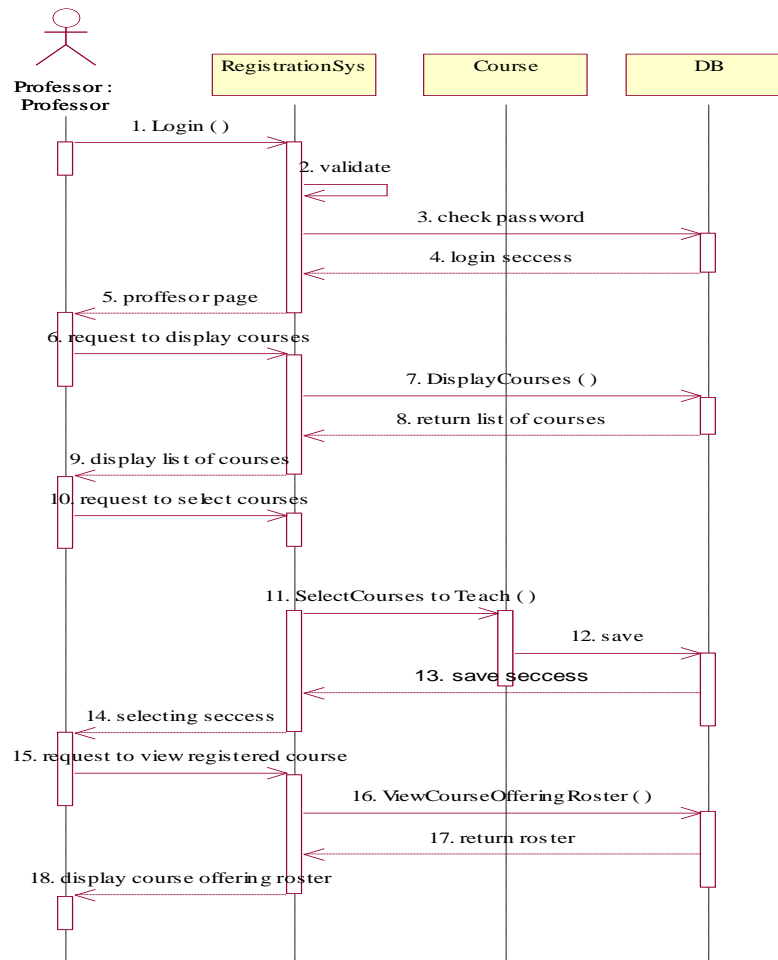 RegistrationSys
Course
DB
Professor :
Professor
1. Login ( )
2. validate
3. check password
4. login seccess
5. proffesor page
6. request to display courses
7. DisplayCourses ( )
8. return list of courses
9. display list of courses
10. request to select courses
11. SelectCourses to Teach ( )
12. save
13. save seccess
14. selecting seccess
15. request to view registered course
16. ViewCourseOfferingRoster ( )
17. return roster
18. display course offering roster